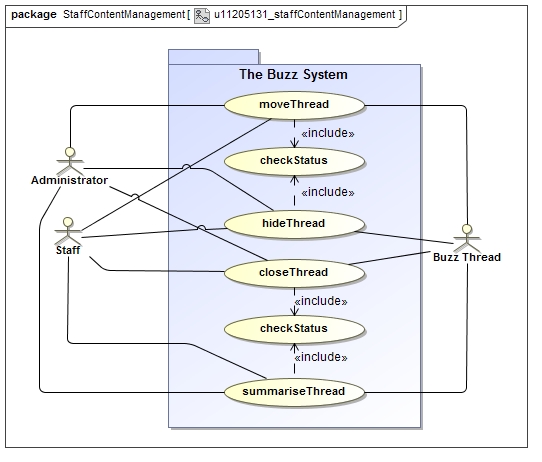 package StaffContentManagement[ u11205131_staffContentManagement ]
The Buzz System
moveThread
«include»
checkStatus
Administrator
«include»
hideThread
Staff
Buzz Thread
closeThread
«include»
checkStatus
«include»
summariseThread